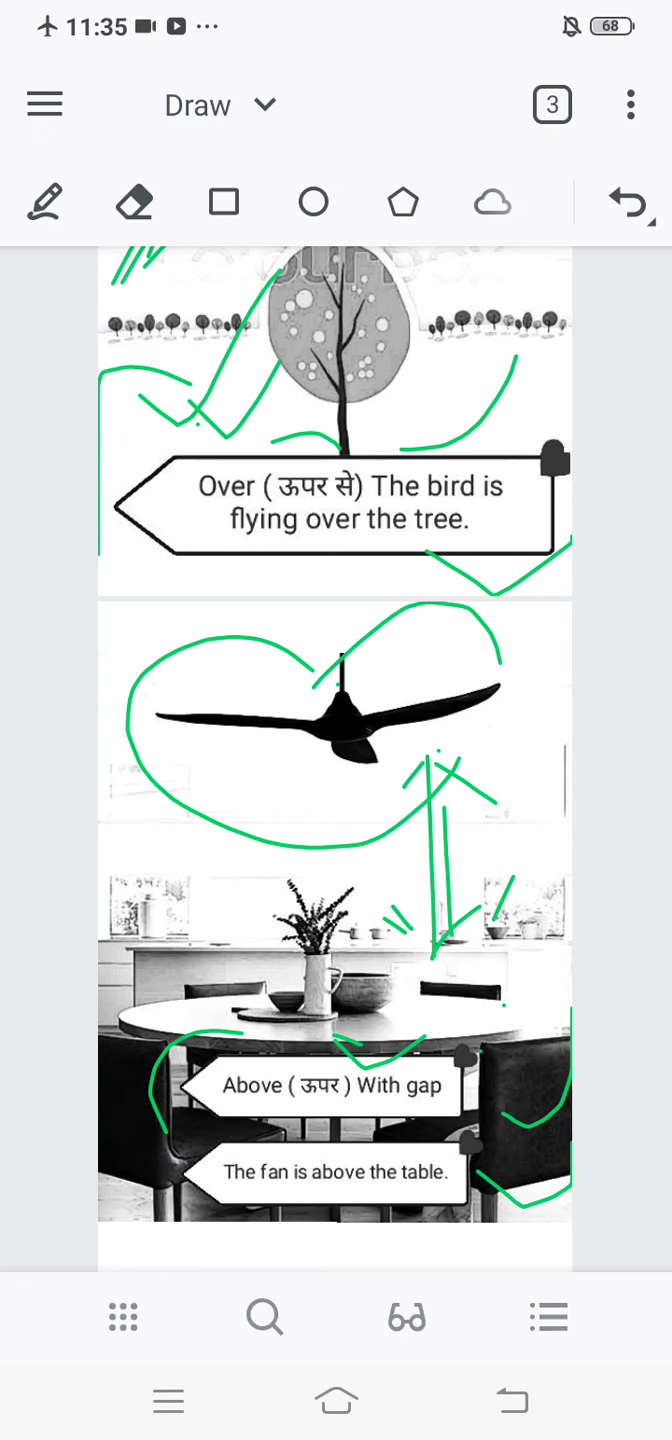 11:35
68
Draw
3
Over ( ऊपर से) The bird is
flying over the tree.
Above ( ऊपर ) With gap
The fan is above the table.